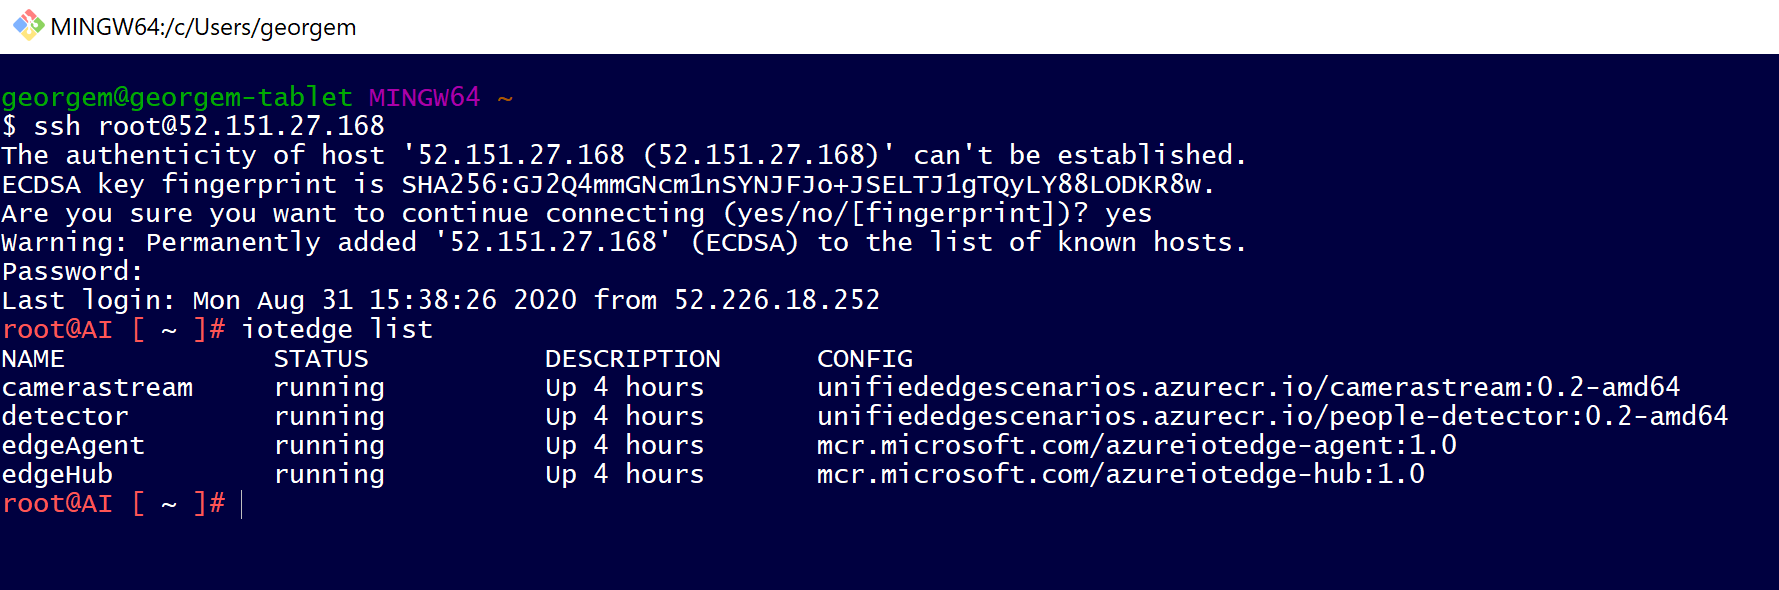 MINGW64:/c/Users/georgem
georgem@georgem-tablet MINGW64 ~
$ ssh root@52.151.27.168
The authenticity of host '52.151.27.168 (52.151.27.168)' can't be established.
ECDSA key fingerprint is SHA256:GJ2Q4mmGNcm1nSYNJFJo+JSELTJ1gTQyLY88LODKR8w.
Are you sure you want to continue connecting (yes/no/[fingerprint])? yes
Warning: Permanently added '52.151.27.168' (ECDSA) to the list of known hosts.
Password:
Last login: Mon Aug 31 15:38:26 2020 from 52.226.18.252
root@AI [ ~ ]# iotedge list
NAME             STATUS           DESCRIPTION      CONFIG
camerastream     running          Up 4 hours       unifiededgescenarios.azurecr.io/camerastream:0.2-amd64
detector         running          Up 4 hours       unifiededgescenarios.azurecr.io/people-detector:0.2-amd64
edgeAgent        running          Up 4 hours       mcr.microsoft.com/azureiotedge-agent:1.0
edgeHub          running          Up 4 hours       mcr.microsoft.com/azureiotedge-hub:1.0
root@AI [ ~ ]#